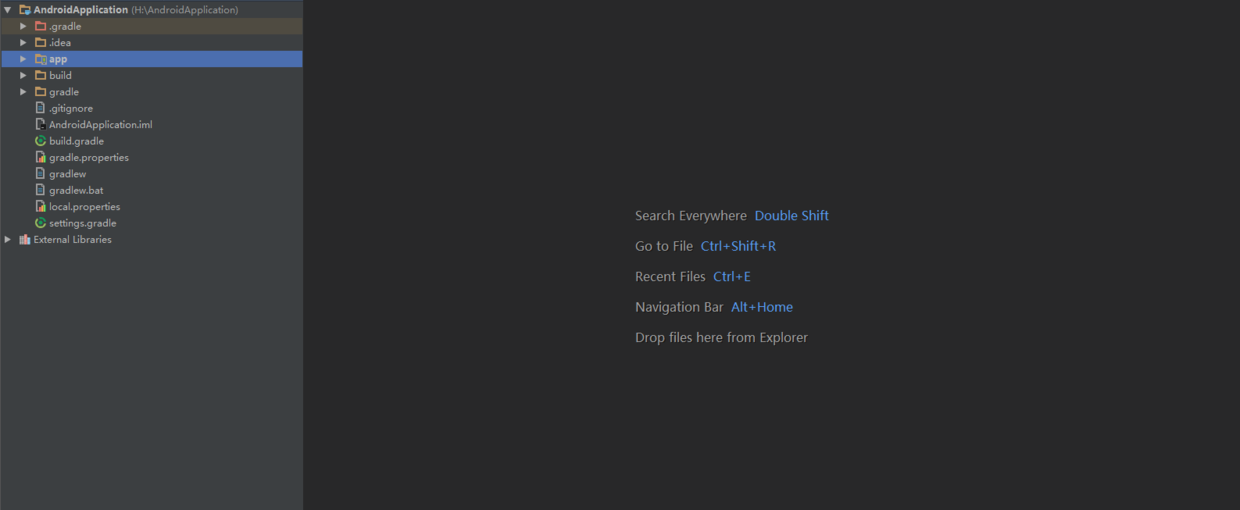 AndroidApplication (H:\AndroidApplication)
.gradle
.idea
app
build
gradle
.gitignore
AndroidApplication.iml
build.gradle
gradle.properties
gradlew
gradlew.bat
local.properties
settings.gradle
External Libraries
Search Everywhere Double Shift
Go to File Ctrl+Shift+R
Recent Files Ctrl+E
Navigation Bar Alt+Home
Drop files here from Explorer